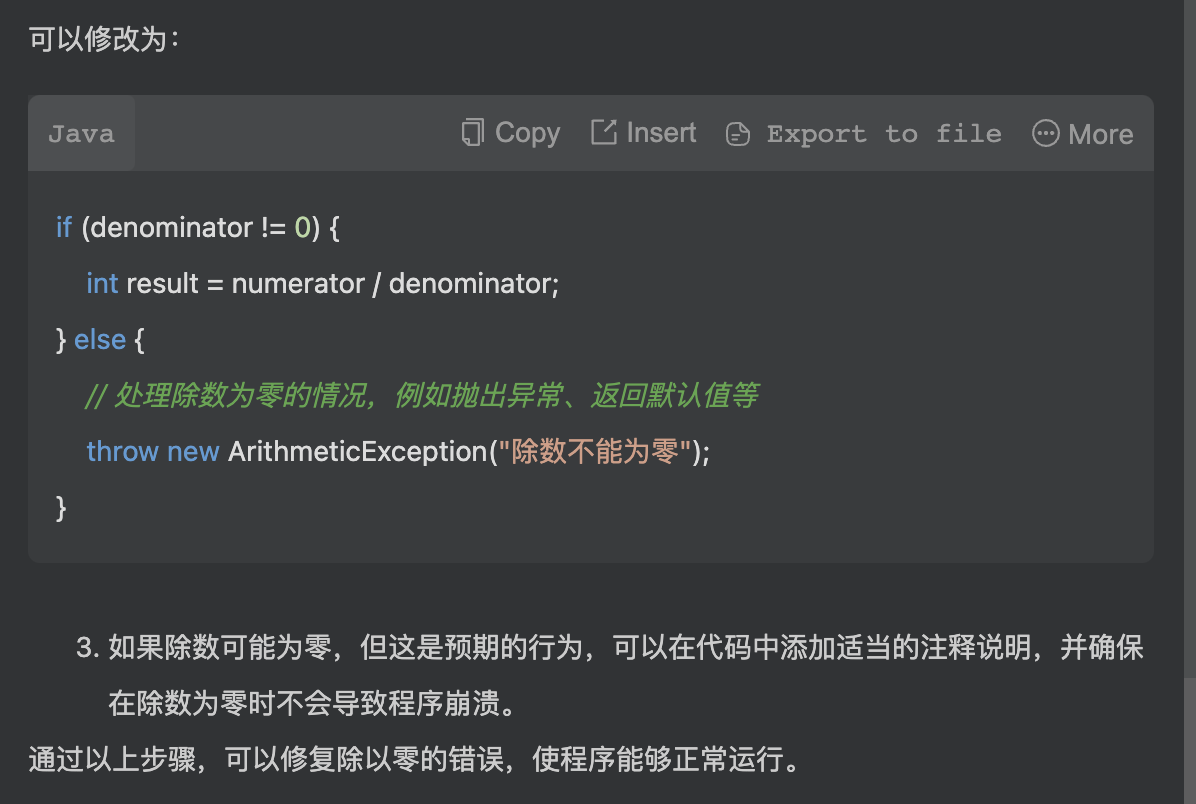 可以修改为：
Java Copy Insert Export to file More
if (denominator != 0) {
int result = numerator / denominator;
} else {
// 处理除数为零的情况，例如抛出异常、返回默认值等
throw new ArithmeticException("除数不能为零");
}
3. 如果除数可能为零，但这是预期的行为，可以在代码中添加适当的注释说明，并确保
在除数为零时不会导致程序崩溃。
通过以上步骤，可以修复除以零的错误，使程序能够正常运行。